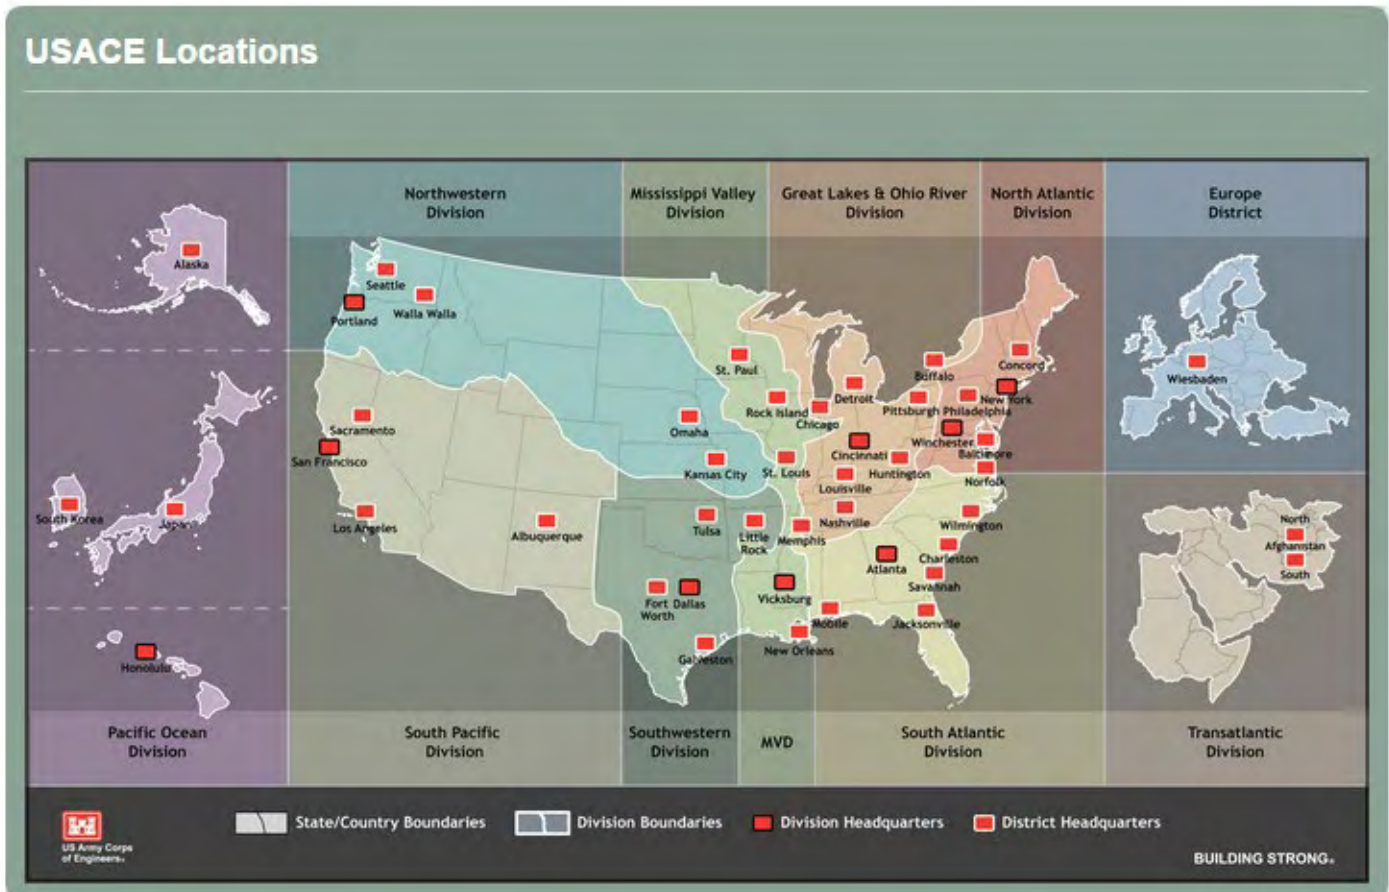 USACE Locations
Northwestern
Division
Mississippi Valley
Division
Great Lakes & Ohio River
Division
North Atlantic
Division
Europe
District
Alaska
Seattle
Walla Walla
Portland
St. Paul
Buffalo
Concord
Wiesbaden
Detroit
New York
Rock Island
Chicago
Pittsburgh
Philadelphia
Sacramento
Omaha
Winchester
Cincinnati
Baltimore
San Francisco
Kansas City
St. Louis
Huntington
Louisville
Norfolk
South Korea
Japan
Los Angeles
Albuquerque
Tulsa
Little
Rock
Memphis
Nashville
Wilmington
North
Afghanistan
South
Atlanta
Charleston
Savannah
Fort
Worth
Dallas
Vicksburg
Mobile
Jacksonville
New Orleans
Galveston
Honolulu
Pacific Ocean
Division
South Pacific
Division
Southwestern
Division
MVD
South Atlantic
Division
Transatlantic
Division
US Army Corps
of Engineers®
State/Country Boundaries
Division Boundaries
Division Headquarters
District Headquarters
BUILDING STRONG®